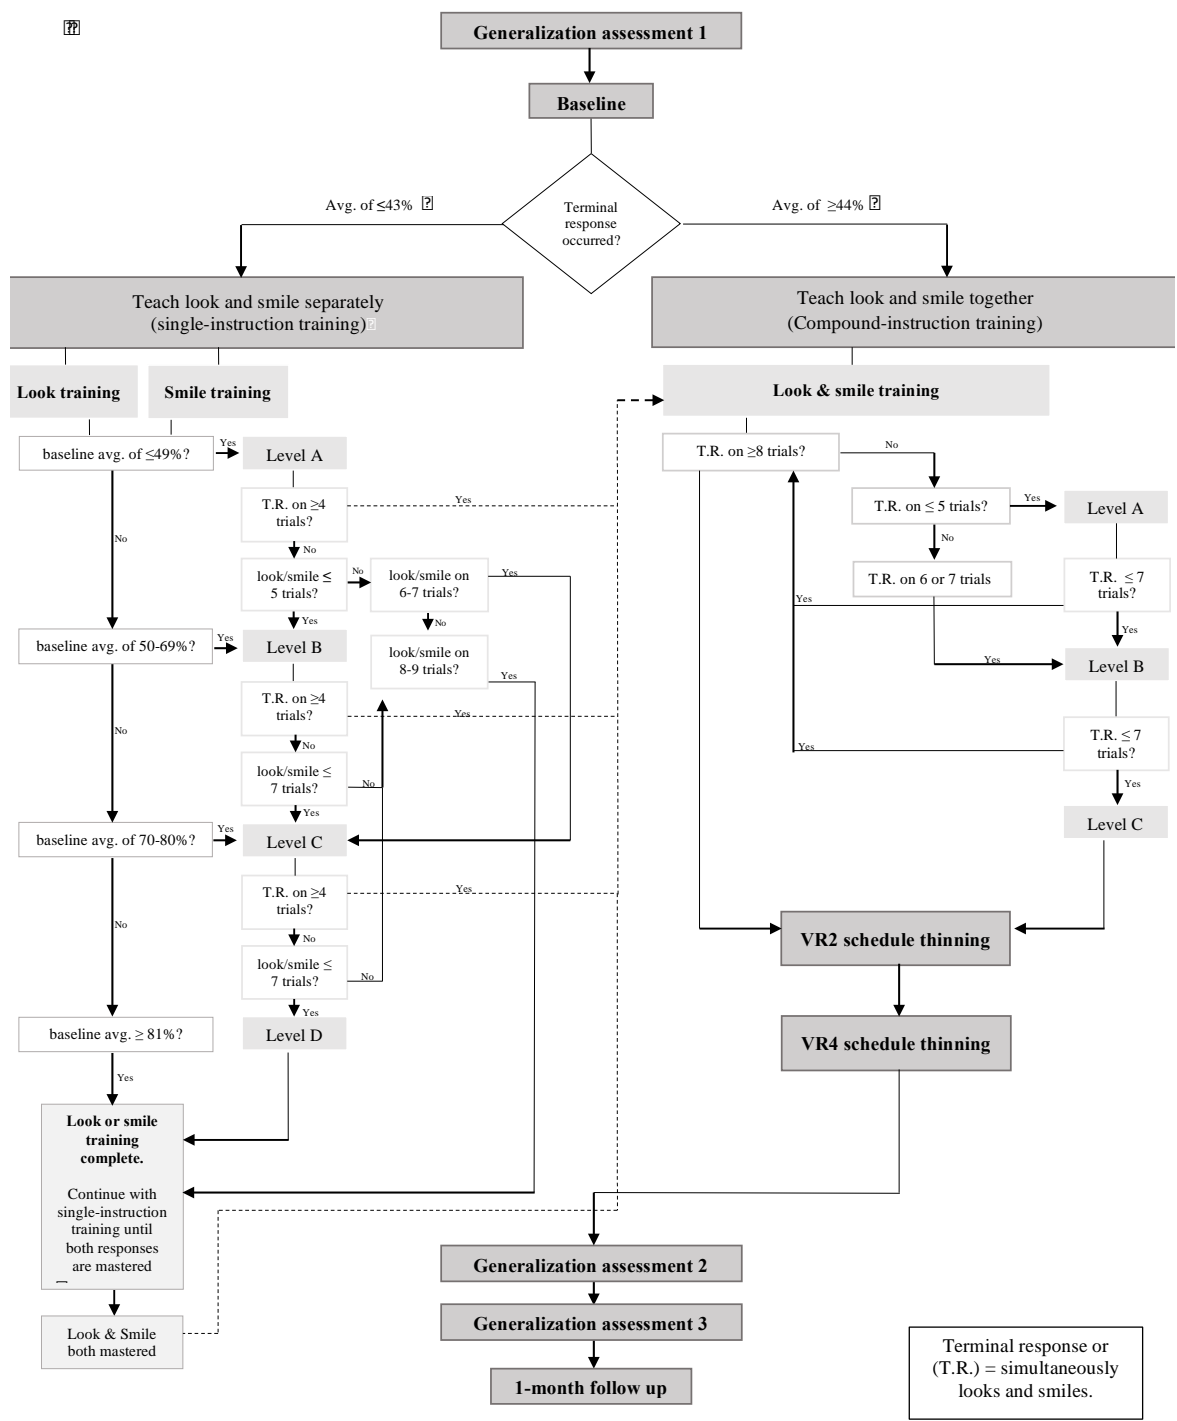 Generalization assessment 1
Baseline
Terminal
response
occurred?
Avg. of ≤43%
Avg. of ≥44%
Teach look and smile separately
(single-instruction training)
Teach look and smile together
(Compound-instruction training)
Look training
Smile training
Look & smile training
baseline avg. of ≤49%?
Yes
Level A
T.R. on ≥4
trials?
Yes
No
No
look/smile ≤
5 trials?
No
look/smile on
6-7 trials?
Yes
Yes
No
baseline avg. of 50-69%?
Yes
Level B
look/smile on
8-9 trials?
Yes
T.R. on ≥4
trials?
Yes
No
No
look/smile ≤
7 trials?
No
Yes
baseline avg. of 70-80%?
Yes
Level C
T.R. on ≥4
trials?
Yes
No
No
look/smile ≤
7 trials?
No
Yes
baseline avg. ≥ 81%?
Level D
Yes
Look or smile
training
complete.
Continue with
single-instruction
training until
both responses
are mastered
Look & Smile
both mastered
T.R. on ≥8 trials?
No
T.R. on ≤ 5 trials?
Yes
Level A
No
T.R. on 6 or 7 trials
T.R. ≤ 7
trials?
Yes
Yes
Yes
Level B
T.R. ≤ 7
trials?
Yes
Yes
Level C
VR2 schedule thinning
VR4 schedule thinning
Generalization assessment 2
Generalization assessment 3
1-month follow up
Terminal response or
(T.R.) = simultaneously
looks and smiles.